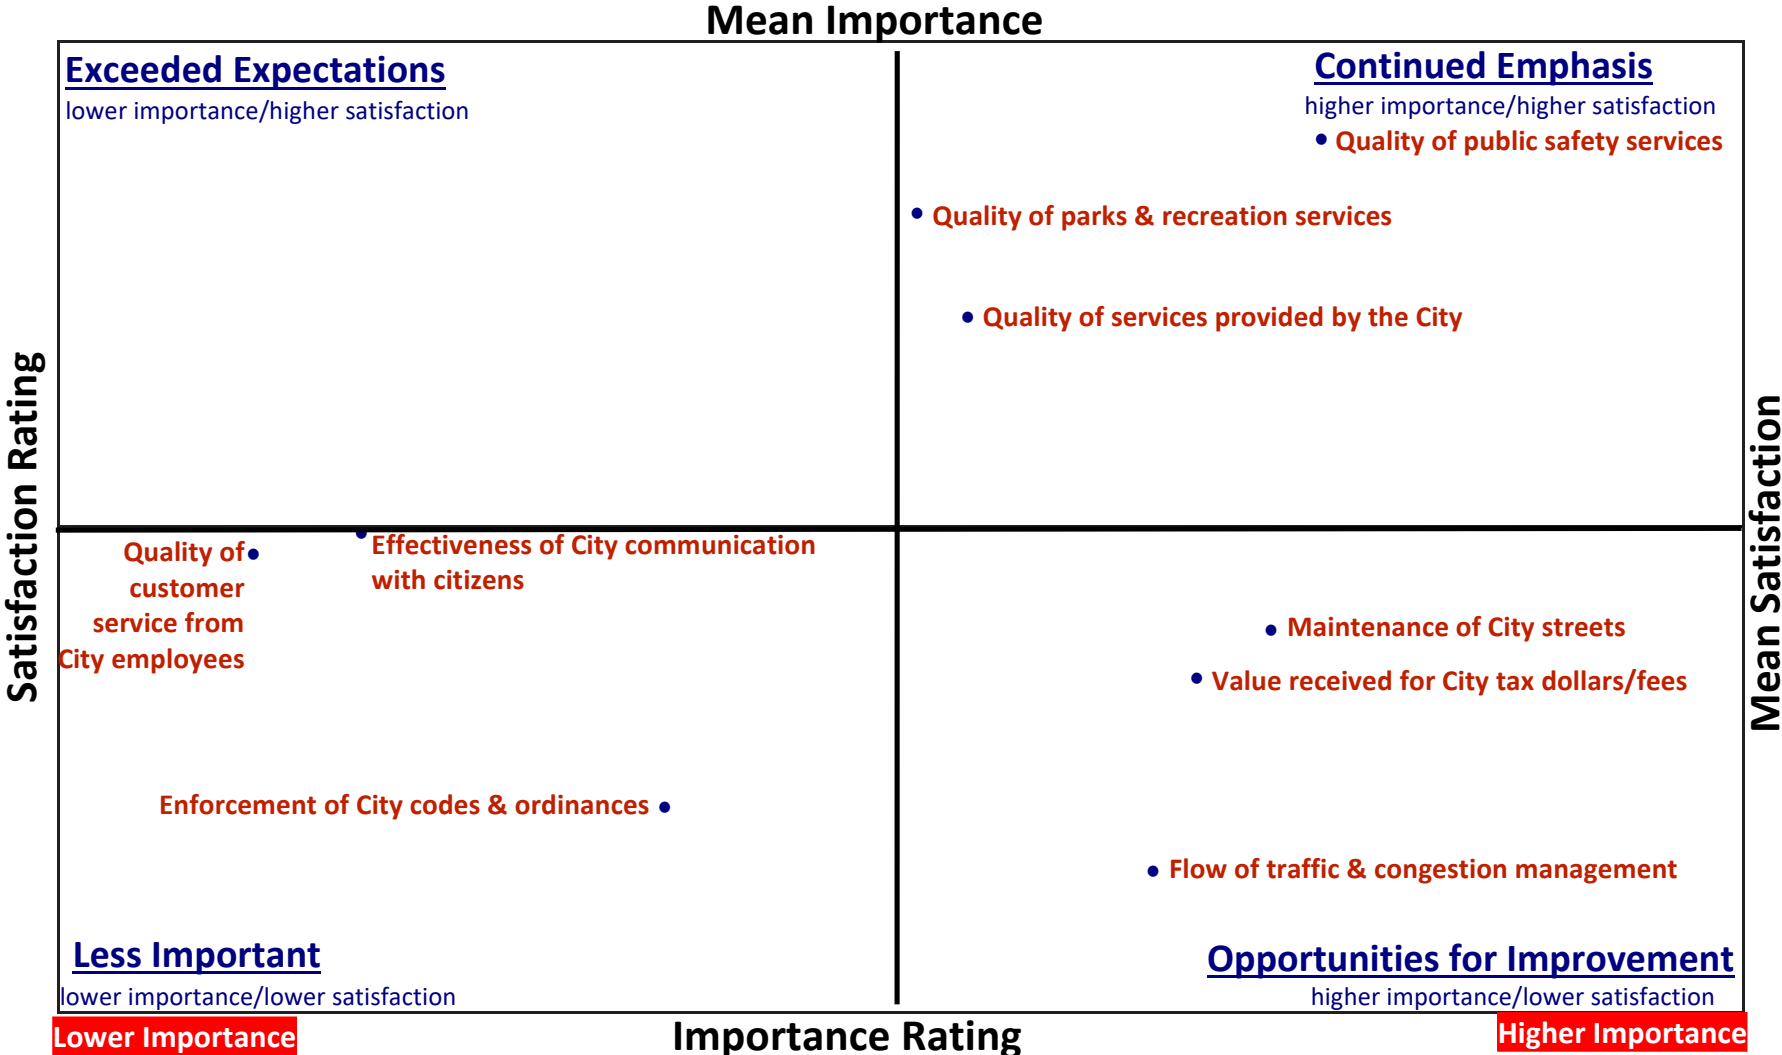 Mean Importance
Exceeded Expectations
lower importance/higher satisfaction
Continued Emphasis
higher importance/higher satisfaction
Quality of public safety services
Quality of parks & recreation services
Quality of services provided by the City
Satisfaction Rating
Mean Satisfaction
Effectiveness of City communication
with citizens
Quality of
customer
service from
City employees
Maintenance of City streets
Value received for City tax dollars/fees
Enforcement of City codes & ordinances
Flow of traffic & congestion management
Less Important
lower importance/lower satisfaction
Opportunities for Improvement
higher importance/lower satisfaction
Lower Importance
Importance Rating
Higher Importance